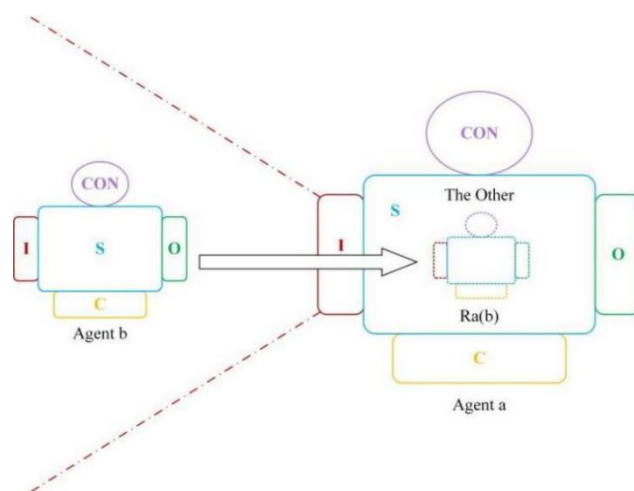 CON
I
S
O
C
Agent b
CON
The Other
S
I
O
Ra(b)
C
Agent a